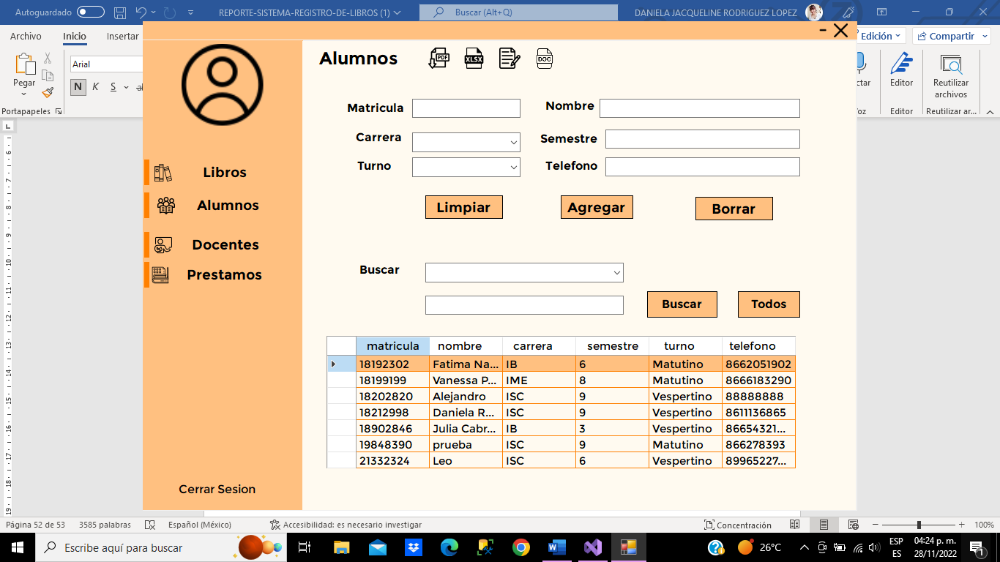 Autoguardado
REPORTE-SISTEMA-REGISTRO-DE-LIBROS (1)
Buscar (Alt+Q)
DANIELA JACQUELINE RODRIGUEZ LOPEZ
Archivo Inicio Insertar
Edición Compartir
Arial
Pegar
N K S ab
Portapapeles
ctar
Editor
Reutilizar
archivos
Editor
Reutilizar ar...
Alumnos
PDF
XLSX
DOC
Matricula
Nombre
Carrera
Semestre
Turno
Telefono
Limpiar Agregar Borrar
Libros
Alumnos
Docentes
Prestamos
Cerrar Sesion
Buscar
Buscar Todos
matricula nombre carrera semestre turno telefono
18192302 Fatima Na... IB 6 Matutino 8662051902
18199199 Vanessa P... IME 8 Matutino 8666183290
18202820 Alejandro ISC 9 Vespertino 88888888
18212998 Daniela R... ISC 9 Vespertino 8611136865
18902846 Julia Cabr... IB 3 Vespertino 86654321...
19848390 prueba ISC 9 Matutino 866278393
21332324 Leo ISC 6 Vespertino 89965227...
Página 52 de 53 3585 palabras Español (México) Accesibilidad: es necesario investigar
Concentración
100%
Escribe aquí para buscar
26°C
ESP
ES
04:24 p. m.
28/11/2022
1